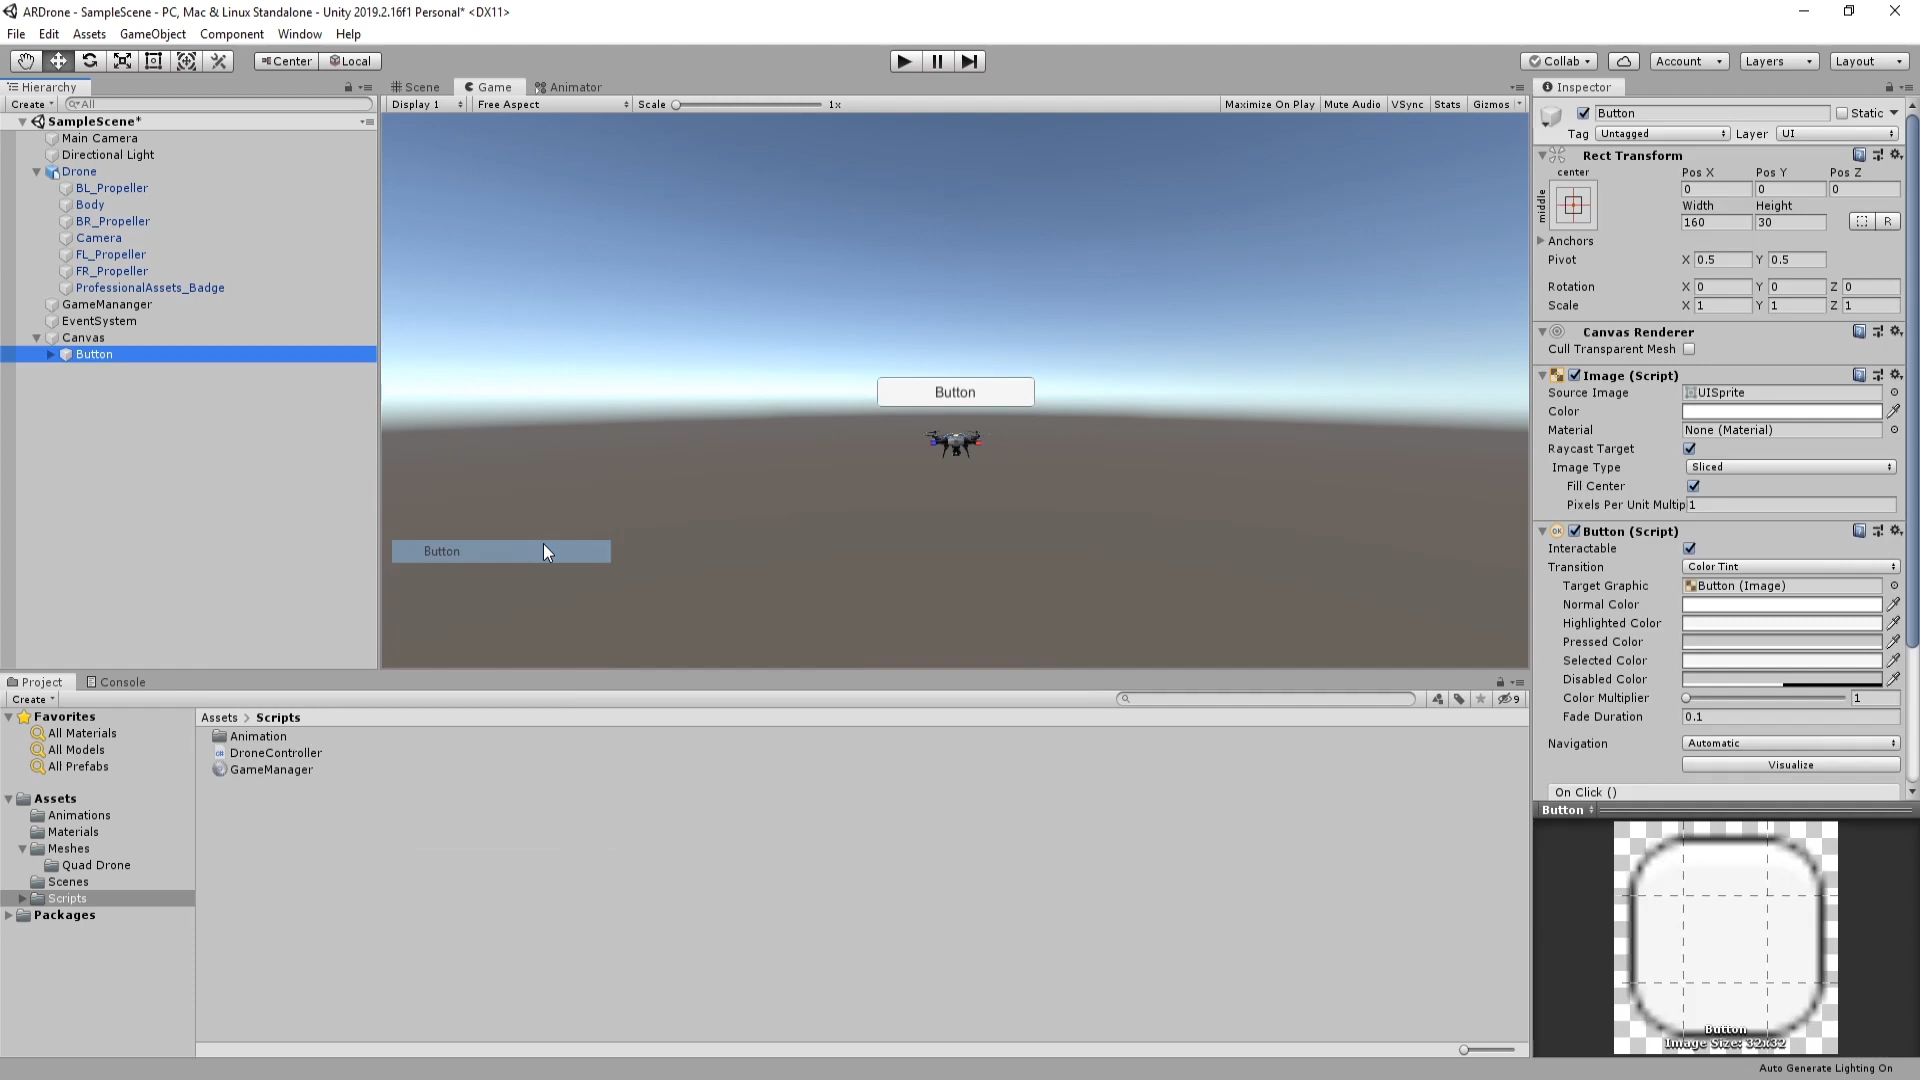 ARDrone - SampleScene - PC, Mac & Linux Standalone - Unity 2019.2.16f1 Personal* <DX11>
File Edit Assets GameObject Component Window Help
Center Local
Collab Account Layers Layout
Hierarchy
Create All
SampleScene*
Main Camera
Directional Light
Drone
BL_Propeller
Body
BR_Propeller
Camera
FL_Propeller
FR_Propeller
ProfessionalAssets_Badge
GameMananger
EventSystem
Canvas
Button
Scene Game Animator
Display 1 Free Aspect Scale 1x Maximize On Play Mute Audio VSync Stats Gizmos
Button
Button
Inspector
Button Static
Tag Untagged Layer UI
Rect Transform
center
middle
Pos X Pos Y Pos Z
0 0 0
Width Height
160 30
R
Anchors
Pivot X 0.5 Y 0.5
Rotation X 0 Y 0 Z 0
Scale X 1 Y 1 Z 1
Canvas Renderer
Cull Transparent Mesh
Image (Script)
Source Image UISprite
Color
Material None (Material)
Raycast Target
Image Type Sliced
Fill Center
Pixels Per Unit Multip 1
OK Button (Script)
Interactable
Transition Color Tint
Target Graphic Button (Image)
Normal Color
Highlighted Color
Pressed Color
Selected Color
Disabled Color
Color Multiplier 1
Fade Duration 0.1
Navigation Automatic
Visualize
On Click ()
Button
Button
Image Size: 32x32
Project Console
Create
9
Favorites
All Materials
All Models
All Prefabs
Assets
Animations
Materials
Meshes
Quad Drone
Scenes
Scripts
Packages
Assets > Scripts
Animation
DroneController
GameManager
Auto Generate Lighting On